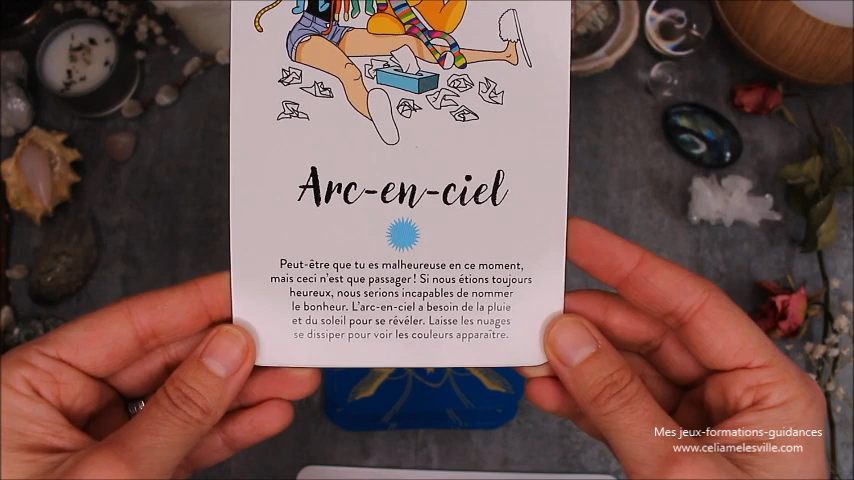 Arc-en-ciel
Peut-être que tu es malheureuse en ce moment,
mais ceci n'est que passager ! Si nous étions toujours
heureux, nous serions incapables de nommer
le bonheur. L'arc-en-ciel a besoin de la pluie
et du soleil pour se révéler. Laisse les nuages
se dissiper pour voir les couleurs apparaître.
Mes jeux-formations-guidances
www.celiamelesville.com